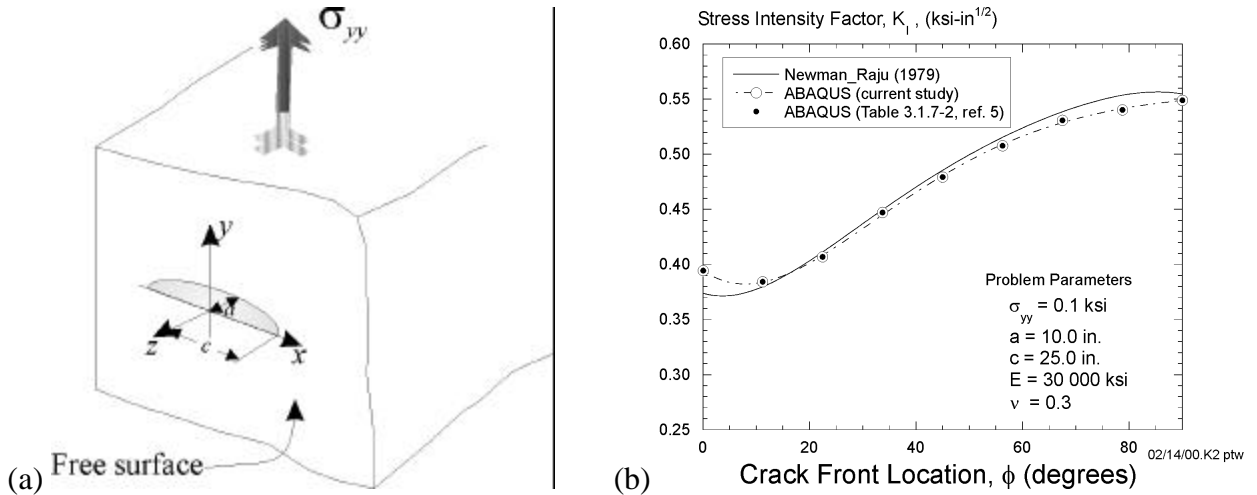 σyy
y
a
z
c
x
Free surface
(a)
Stress Intensity Factor, K_I , (ksi-in^1/2)
0.60
0.55
0.50
0.45
0.40
0.35
0.30
0.25
Newman_Raju (1979)
ABAQUS (current study)
ABAQUS (Table 3.1.7-2, ref. 5)
Problem Parameters
σyy = 0.1 ksi
a = 10.0 in.
c = 25.0 in.
E = 30 000 ksi
ν = 0.3
0 20 40 60 80
02/14/00.K2 ptw
(b)
Crack Front Location, ϕ (degrees)